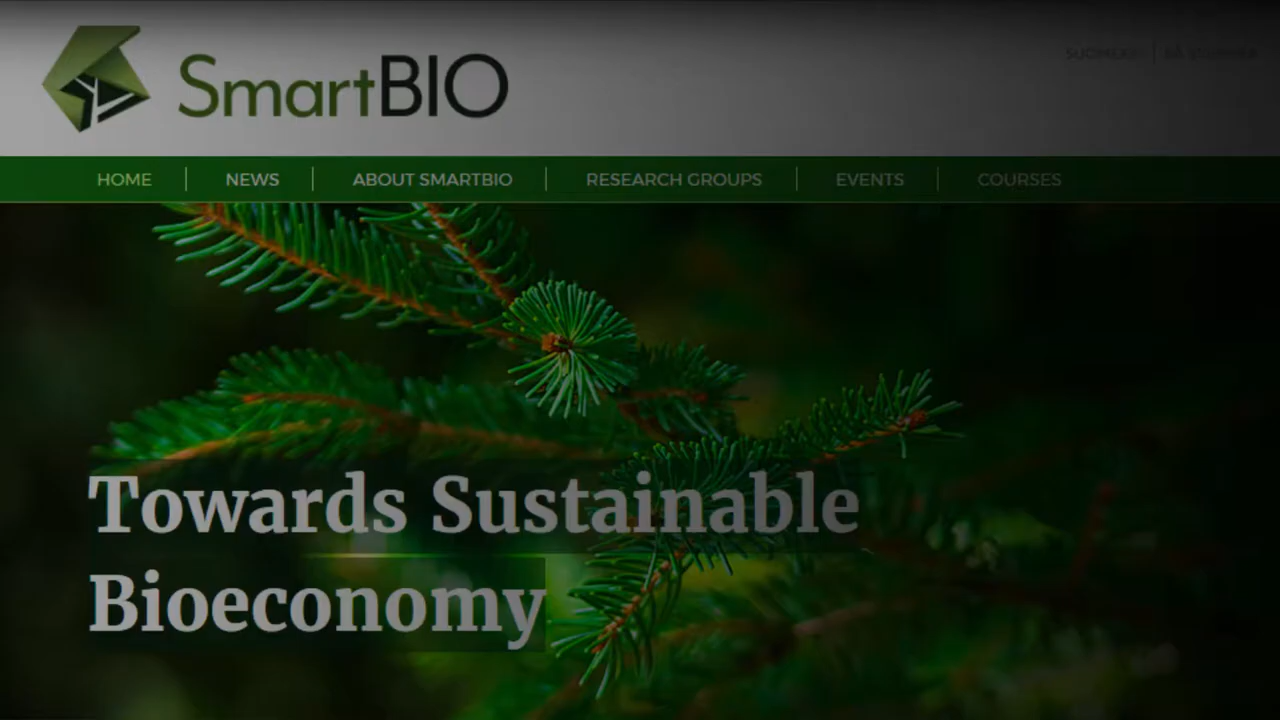 SmartBIO
HOME
NEWS
ABOUT SMARTBIO
RESEARCH GROUPS
EVENTS
COURSES
Towards Sustainable
Bioeconomy